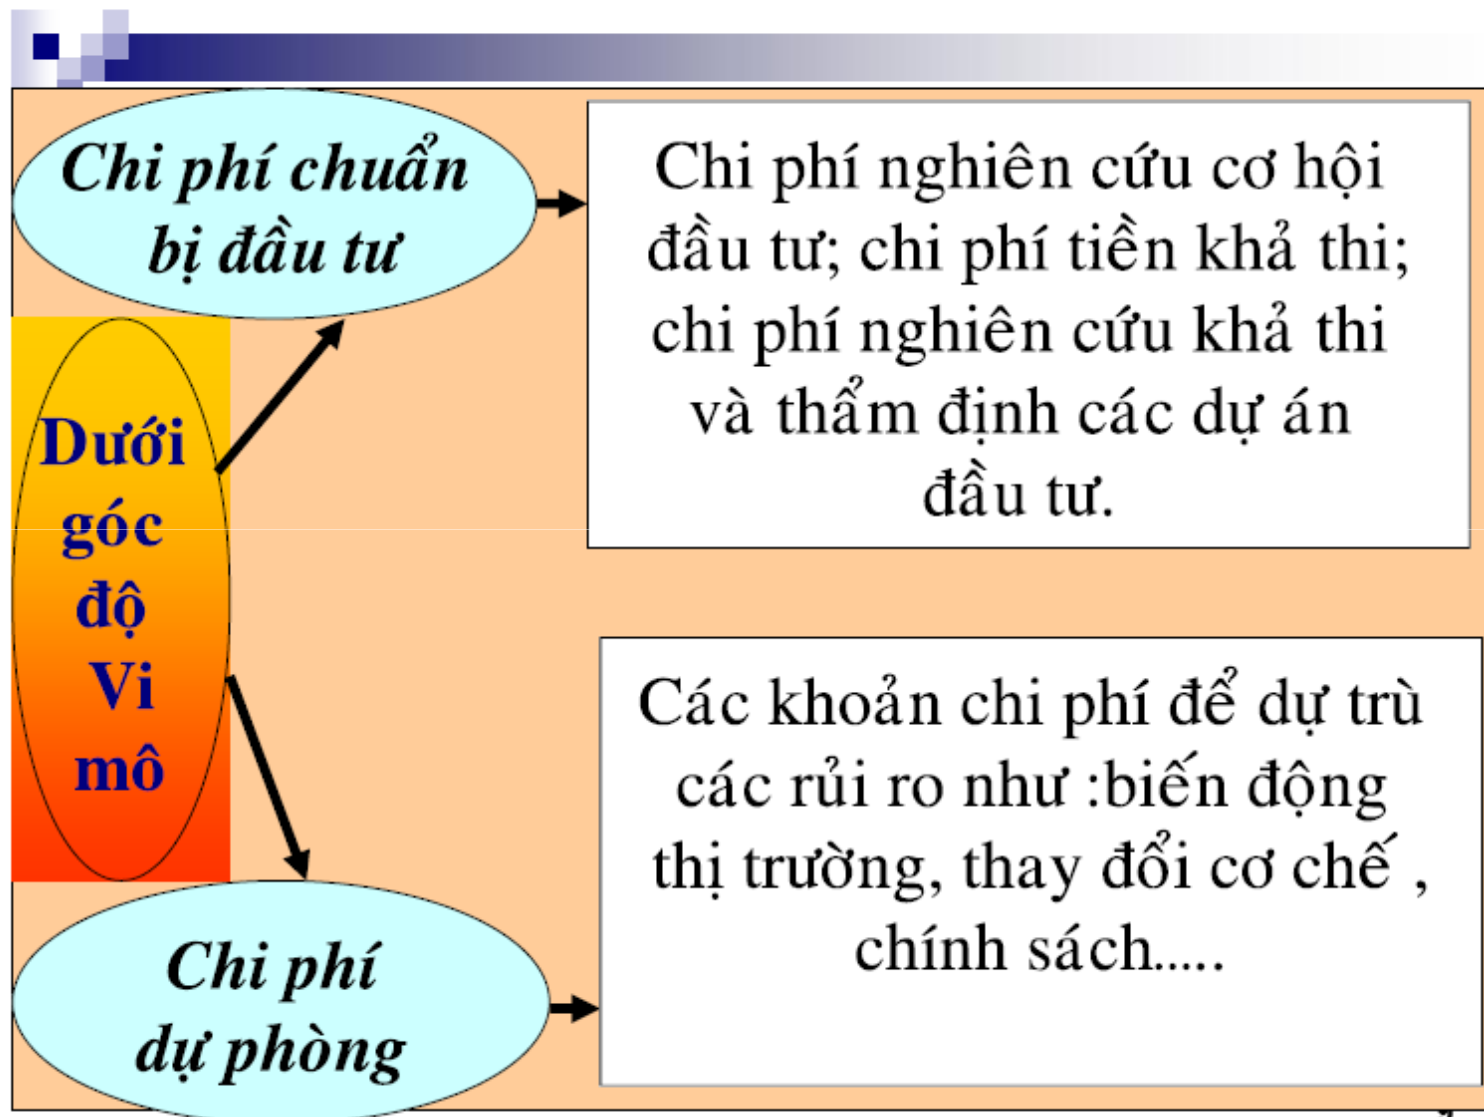 Chi phí chuẩn
bị đầu tư
Chi phí nghiên cứu cơ hội
đầu tư; chi phí tiền khả thi;
chi phí nghiên cứu khả thi
và thẩm định các dự án
đầu tư.
Dưới
góc
độ
Vi
mô
Các khoản chi phí để dự trù
các rủi ro như :biến động
thị trường, thay đổi cơ chế ,
chính sách.....
Chi phí
dự phòng